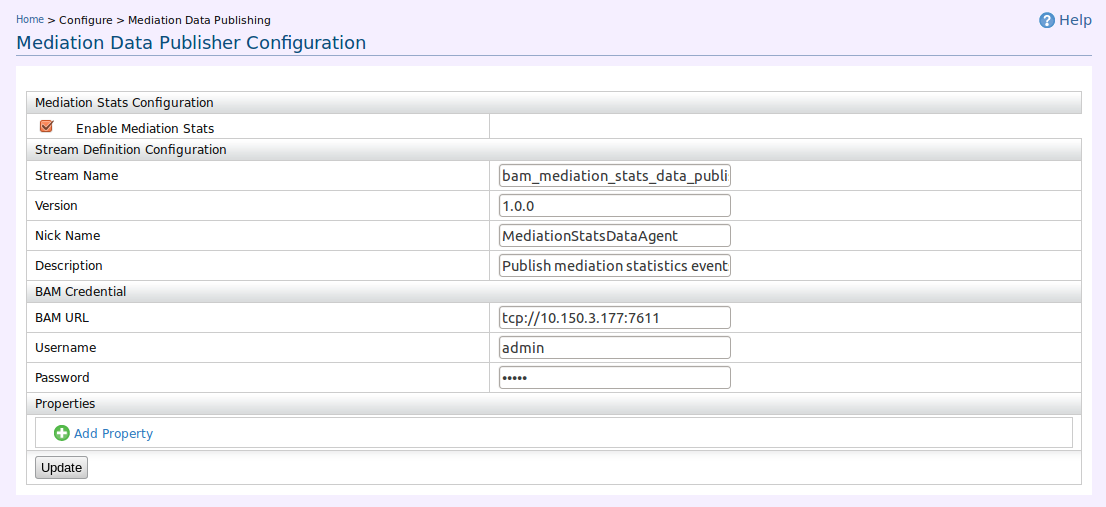 Home > Configure > Mediation Data Publishing
Help
Mediation Data Publisher Configuration
Mediation Stats Configuration
Enable Mediation Stats
Stream Definition Configuration
Stream Name bam_mediation_stats_data_publi
Version 1.0.0
Nick Name MediationStatsDataAgent
Description Publish mediation statistics event
BAM Credential
BAM URL tcp://10.150.3.177:7611
Username admin
Password •••••
Properties
Add Property
Update